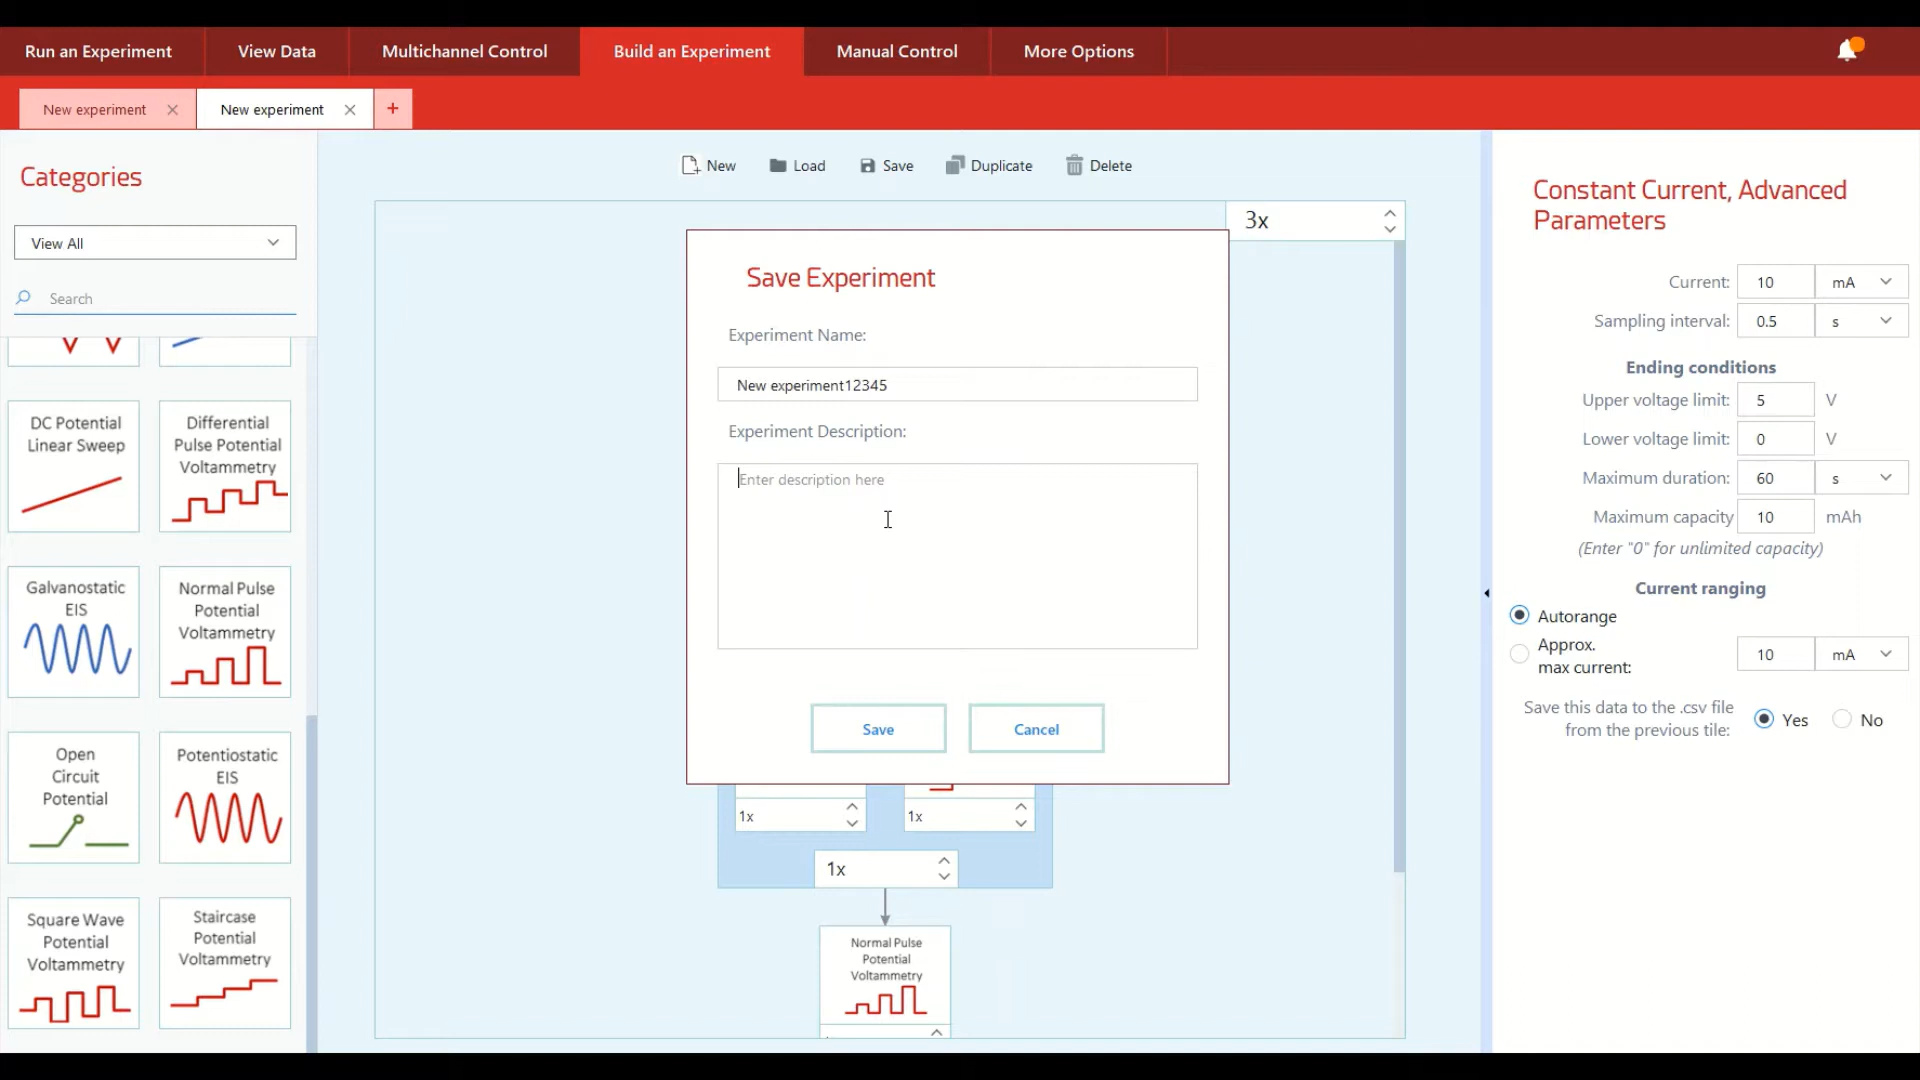 Run an Experiment
View Data
Multichannel Control
Build an Experiment
Manual Control
More Options
New experiment
New experiment
+
Categories
View All
Search
DC Potential
Linear Sweep
Differential
Pulse Potential
Voltammetry
Galvanostatic
EIS
Normal Pulse
Potential
Voltammetry
Open
Circuit
Potential
Potentiostatic
EIS
Square Wave
Potential
Voltammetry
Staircase
Potential
Voltammetry
New
Load
Save
Duplicate
Delete
3x
Save Experiment
Experiment Name:
New experiment12345
Experiment Description:
Enter description here
Save
Cancel
1x
1x
1x
Normal Pulse
Potential
Voltammetry
Constant Current, Advanced
Parameters
Current: 10 mA
Sampling interval: 0.5 s
Ending conditions
Upper voltage limit: 5 V
Lower voltage limit: 0 V
Maximum duration: 60 s
Maximum capacity 10 mAh
(Enter "0" for unlimited capacity)
Current ranging
Autorange
Approx.
max current: 10 mA
Save this data to the .csv file
from the previous tile: Yes No